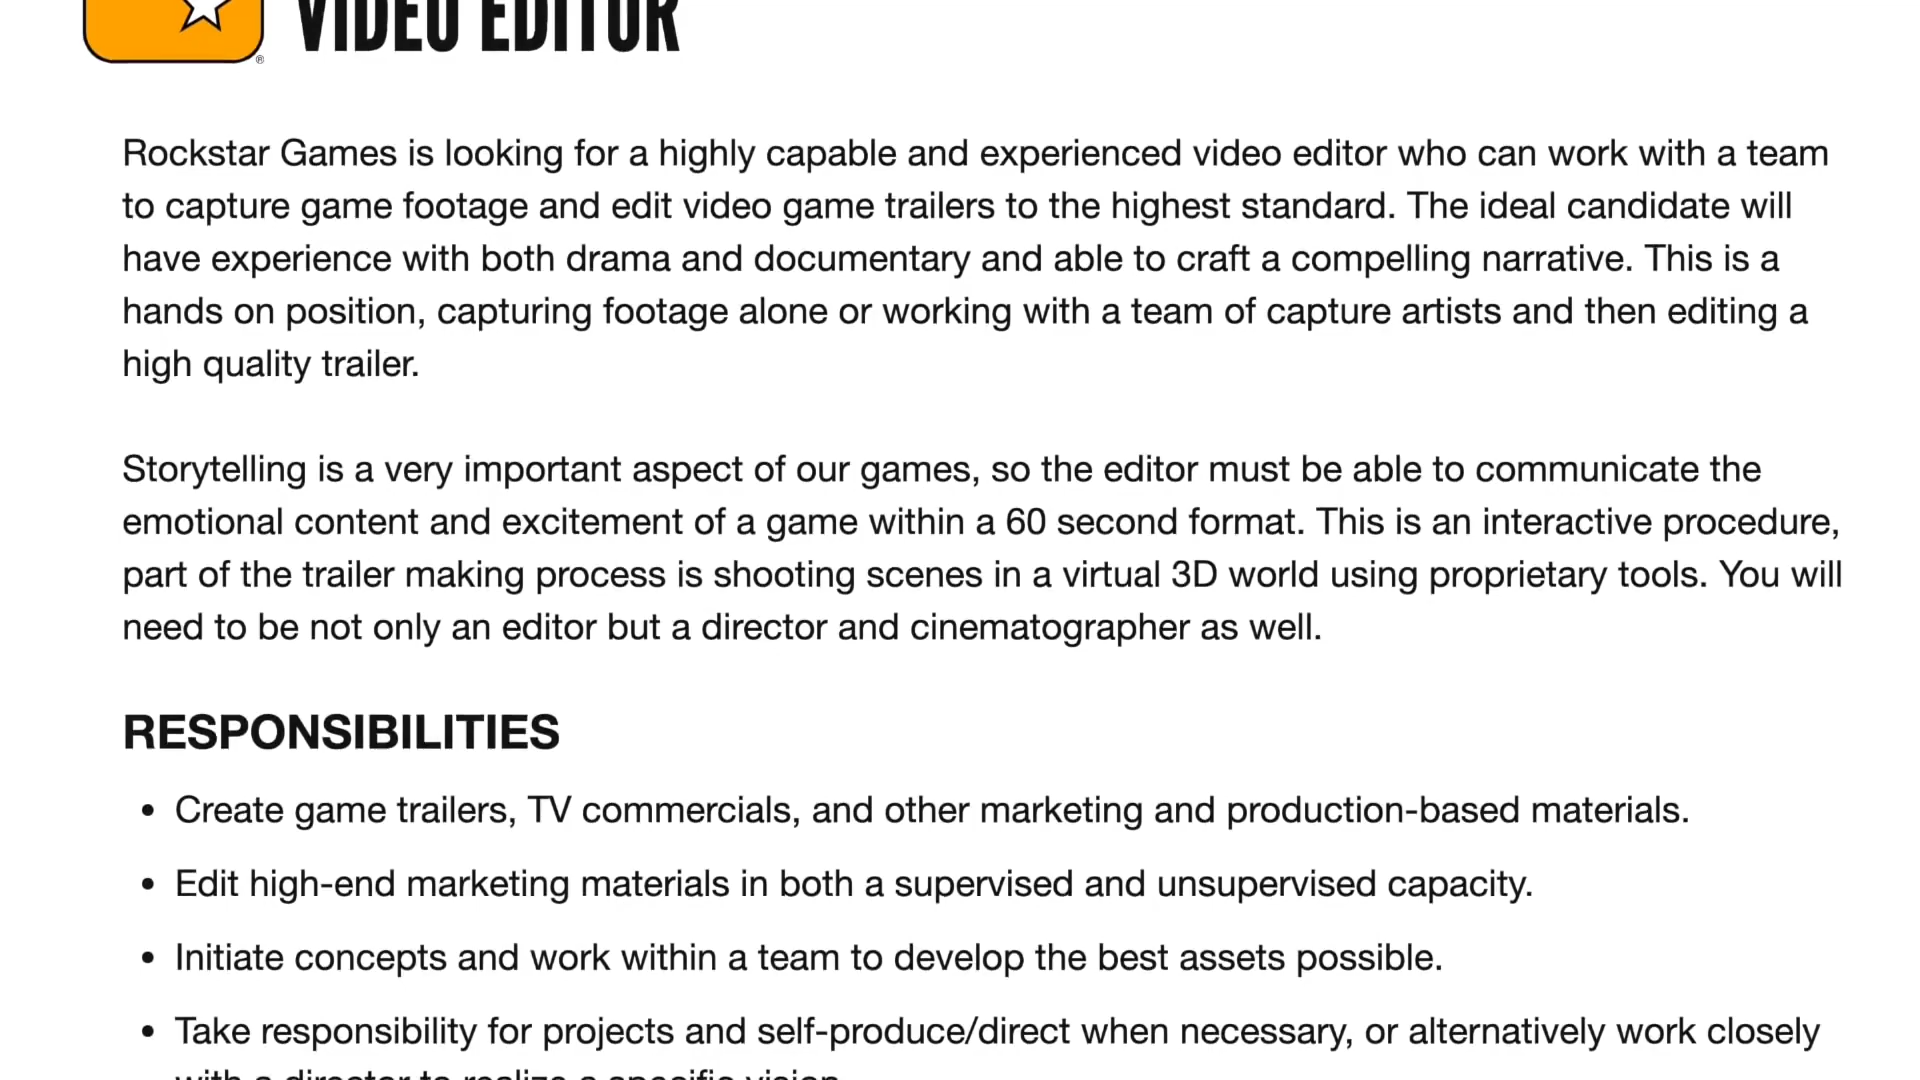 VIDEO EDITOR
®
Rockstar Games is looking for a highly capable and experienced video editor who can work with a team
to capture game footage and edit video game trailers to the highest standard. The ideal candidate will
have experience with both drama and documentary and able to craft a compelling narrative. This is a
hands on position, capturing footage alone or working with a team of capture artists and then editing a
high quality trailer.
Storytelling is a very important aspect of our games, so the editor must be able to communicate the
emotional content and excitement of a game within a 60 second format. This is an interactive procedure,
part of the trailer making process is shooting scenes in a virtual 3D world using proprietary tools. You will
need to be not only an editor but a director and cinematographer as well.
RESPONSIBILITIES
• Create game trailers, TV commercials, and other marketing and production-based materials.
• Edit high-end marketing materials in both a supervised and unsupervised capacity.
• Initiate concepts and work within a team to develop the best assets possible.
• Take responsibility for projects and self-produce/direct when necessary, or alternatively work closely
with a director to realize a specific vision.